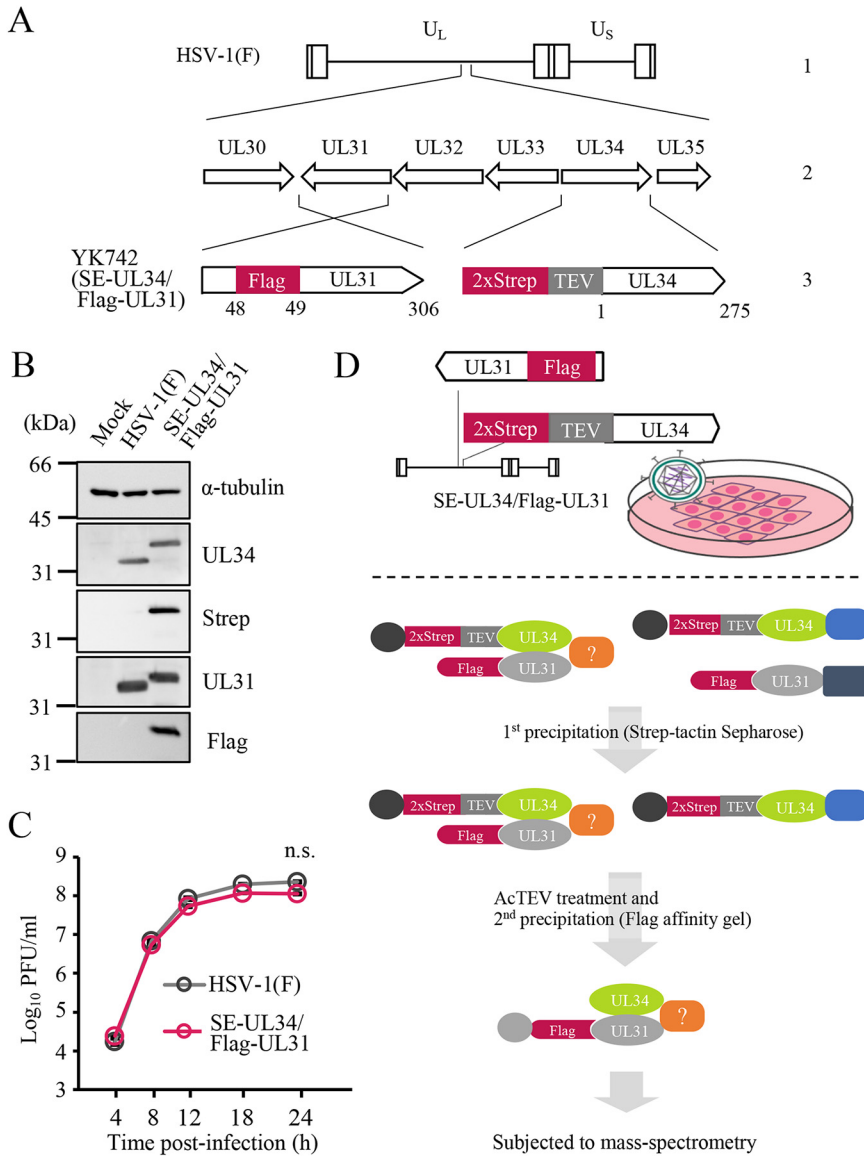 A
U_L
U_S
HSV-1(F)
1
UL30 UL31 UL32 UL33 UL34 UL35
2
YK742
(SE-UL34/
Flag-UL31)
Flag UL31
2xStrep TEV UL34
3
48 49 306 1 275
B
(kDa)
Mock
HSV-1(F)
SE-UL34/
Flag-UL31
66
45
α-tubulin
31
UL34
31
Strep
31
UL31
31
Flag
C
n.s.
9
8
7
6
5
4
3
Log₁₀ PFU/ml
HSV-1(F)
SE-UL34/
Flag-UL31
4 8 12 18 24
Time post-infection (h)
D
UL31 Flag
2xStrep TEV UL34
SE-UL34/Flag-UL31
2xStrep TEV UL34
Flag UL31
?
2xStrep TEV UL34
Flag UL31
1st precipitation (Strep-tactin Sepharose)
2xStrep TEV UL34
Flag UL31
?
2xStrep TEV UL34
AcTEV treatment and
2nd precipitation (Flag affinity gel)
UL34
Flag UL31
?
Subjected to mass-spectrometry